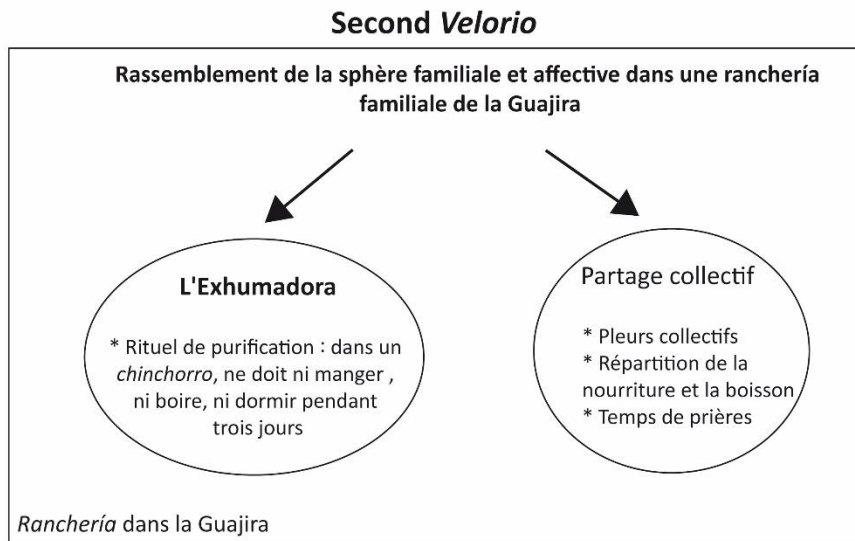 Second Velorio
Rassemblement de la sphère familiale et affective dans une ranchería
familiale de la Guajira
L'Exhumadora
* Rituel de purification : dans un
chinchorro, ne doit ni manger ,
ni boire, ni dormir pendant
trois jours
Partage collectif
* Pleurs collectifs
* Répartition de la
nourriture et la boisson
* Temps de prières
Ranchería dans la Guajira